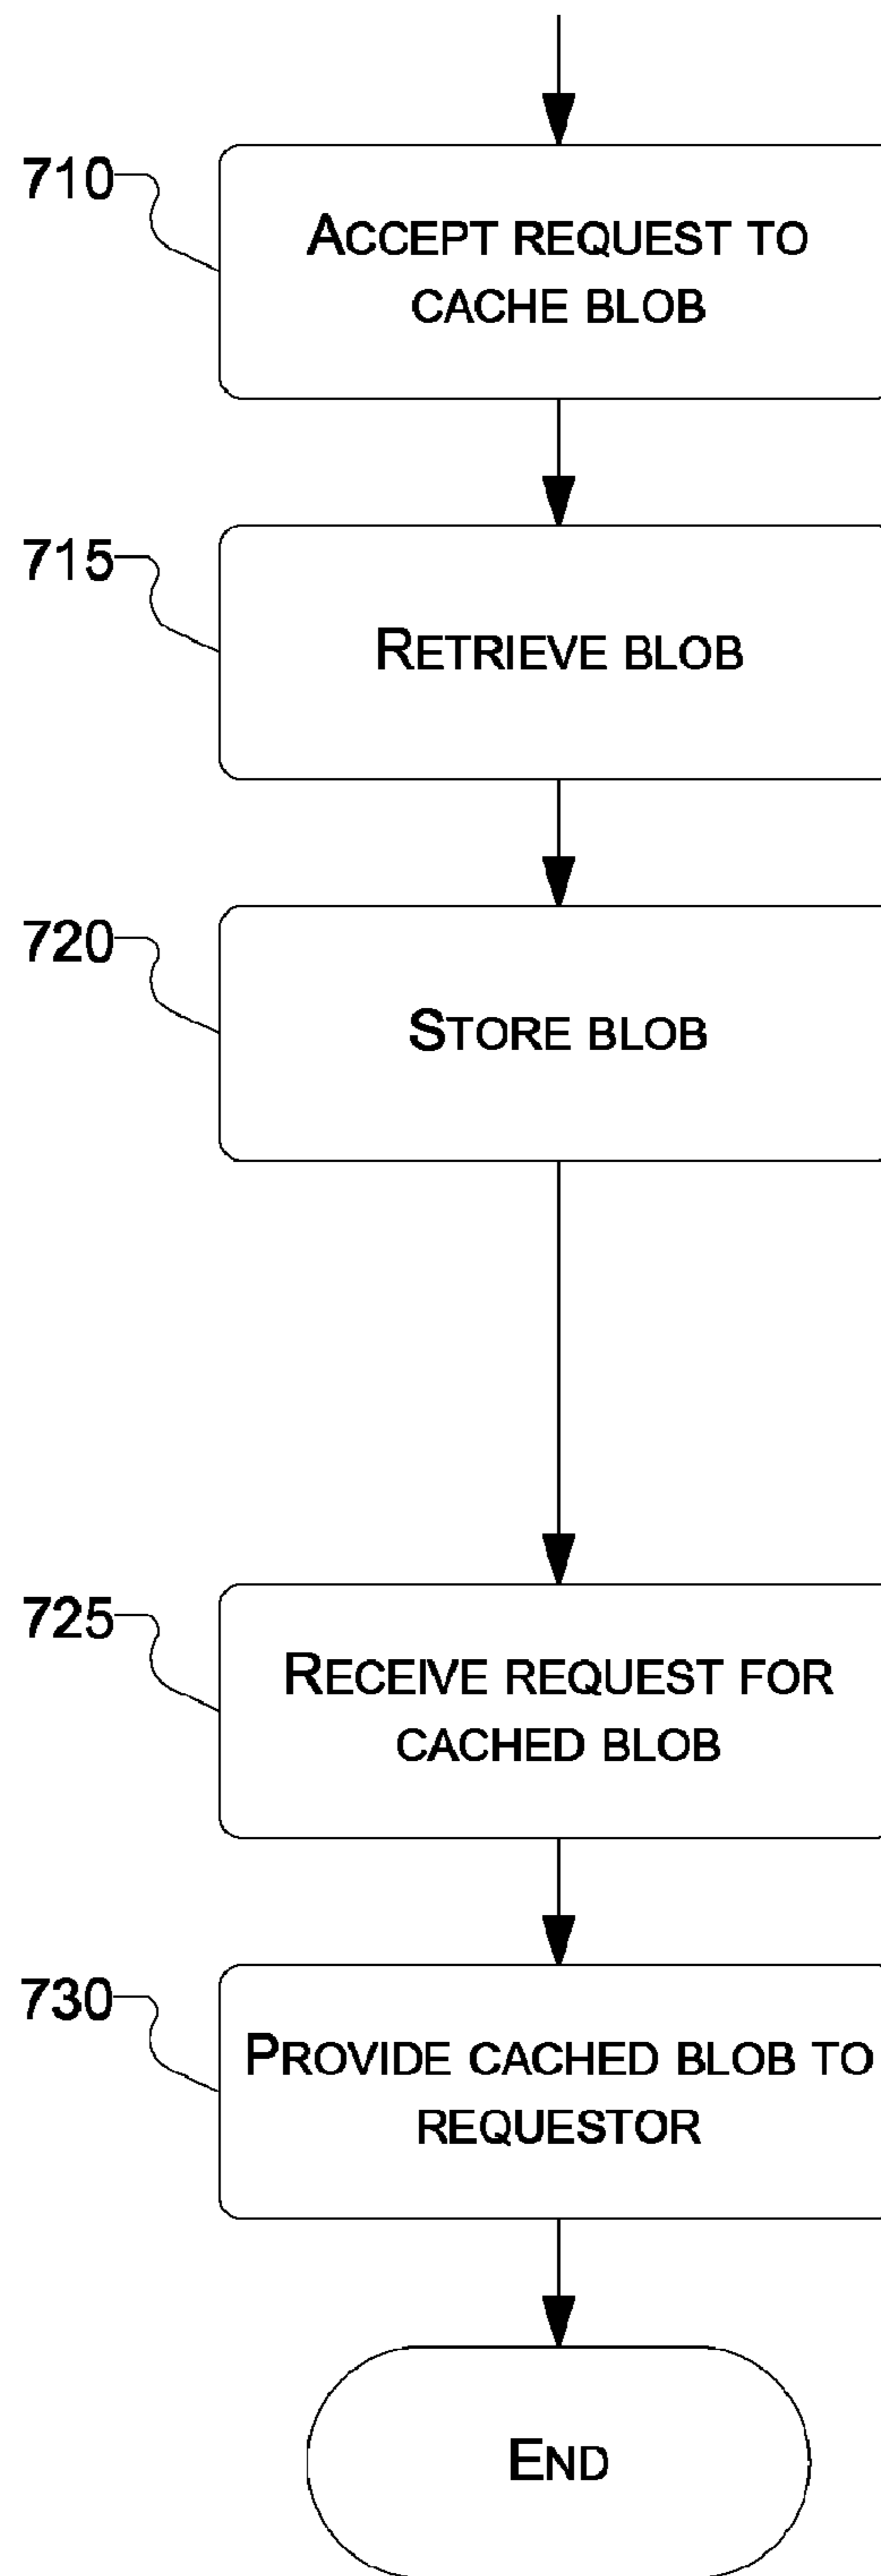 710
ACCEPT REQUEST TO
CACHE BLOB
715
RETRIEVE BLOB
720
STORE BLOB
725
RECEIVE REQUEST FOR
CACHED BLOB
730
PROVIDE CACHED BLOB TO
REQUESTOR
END